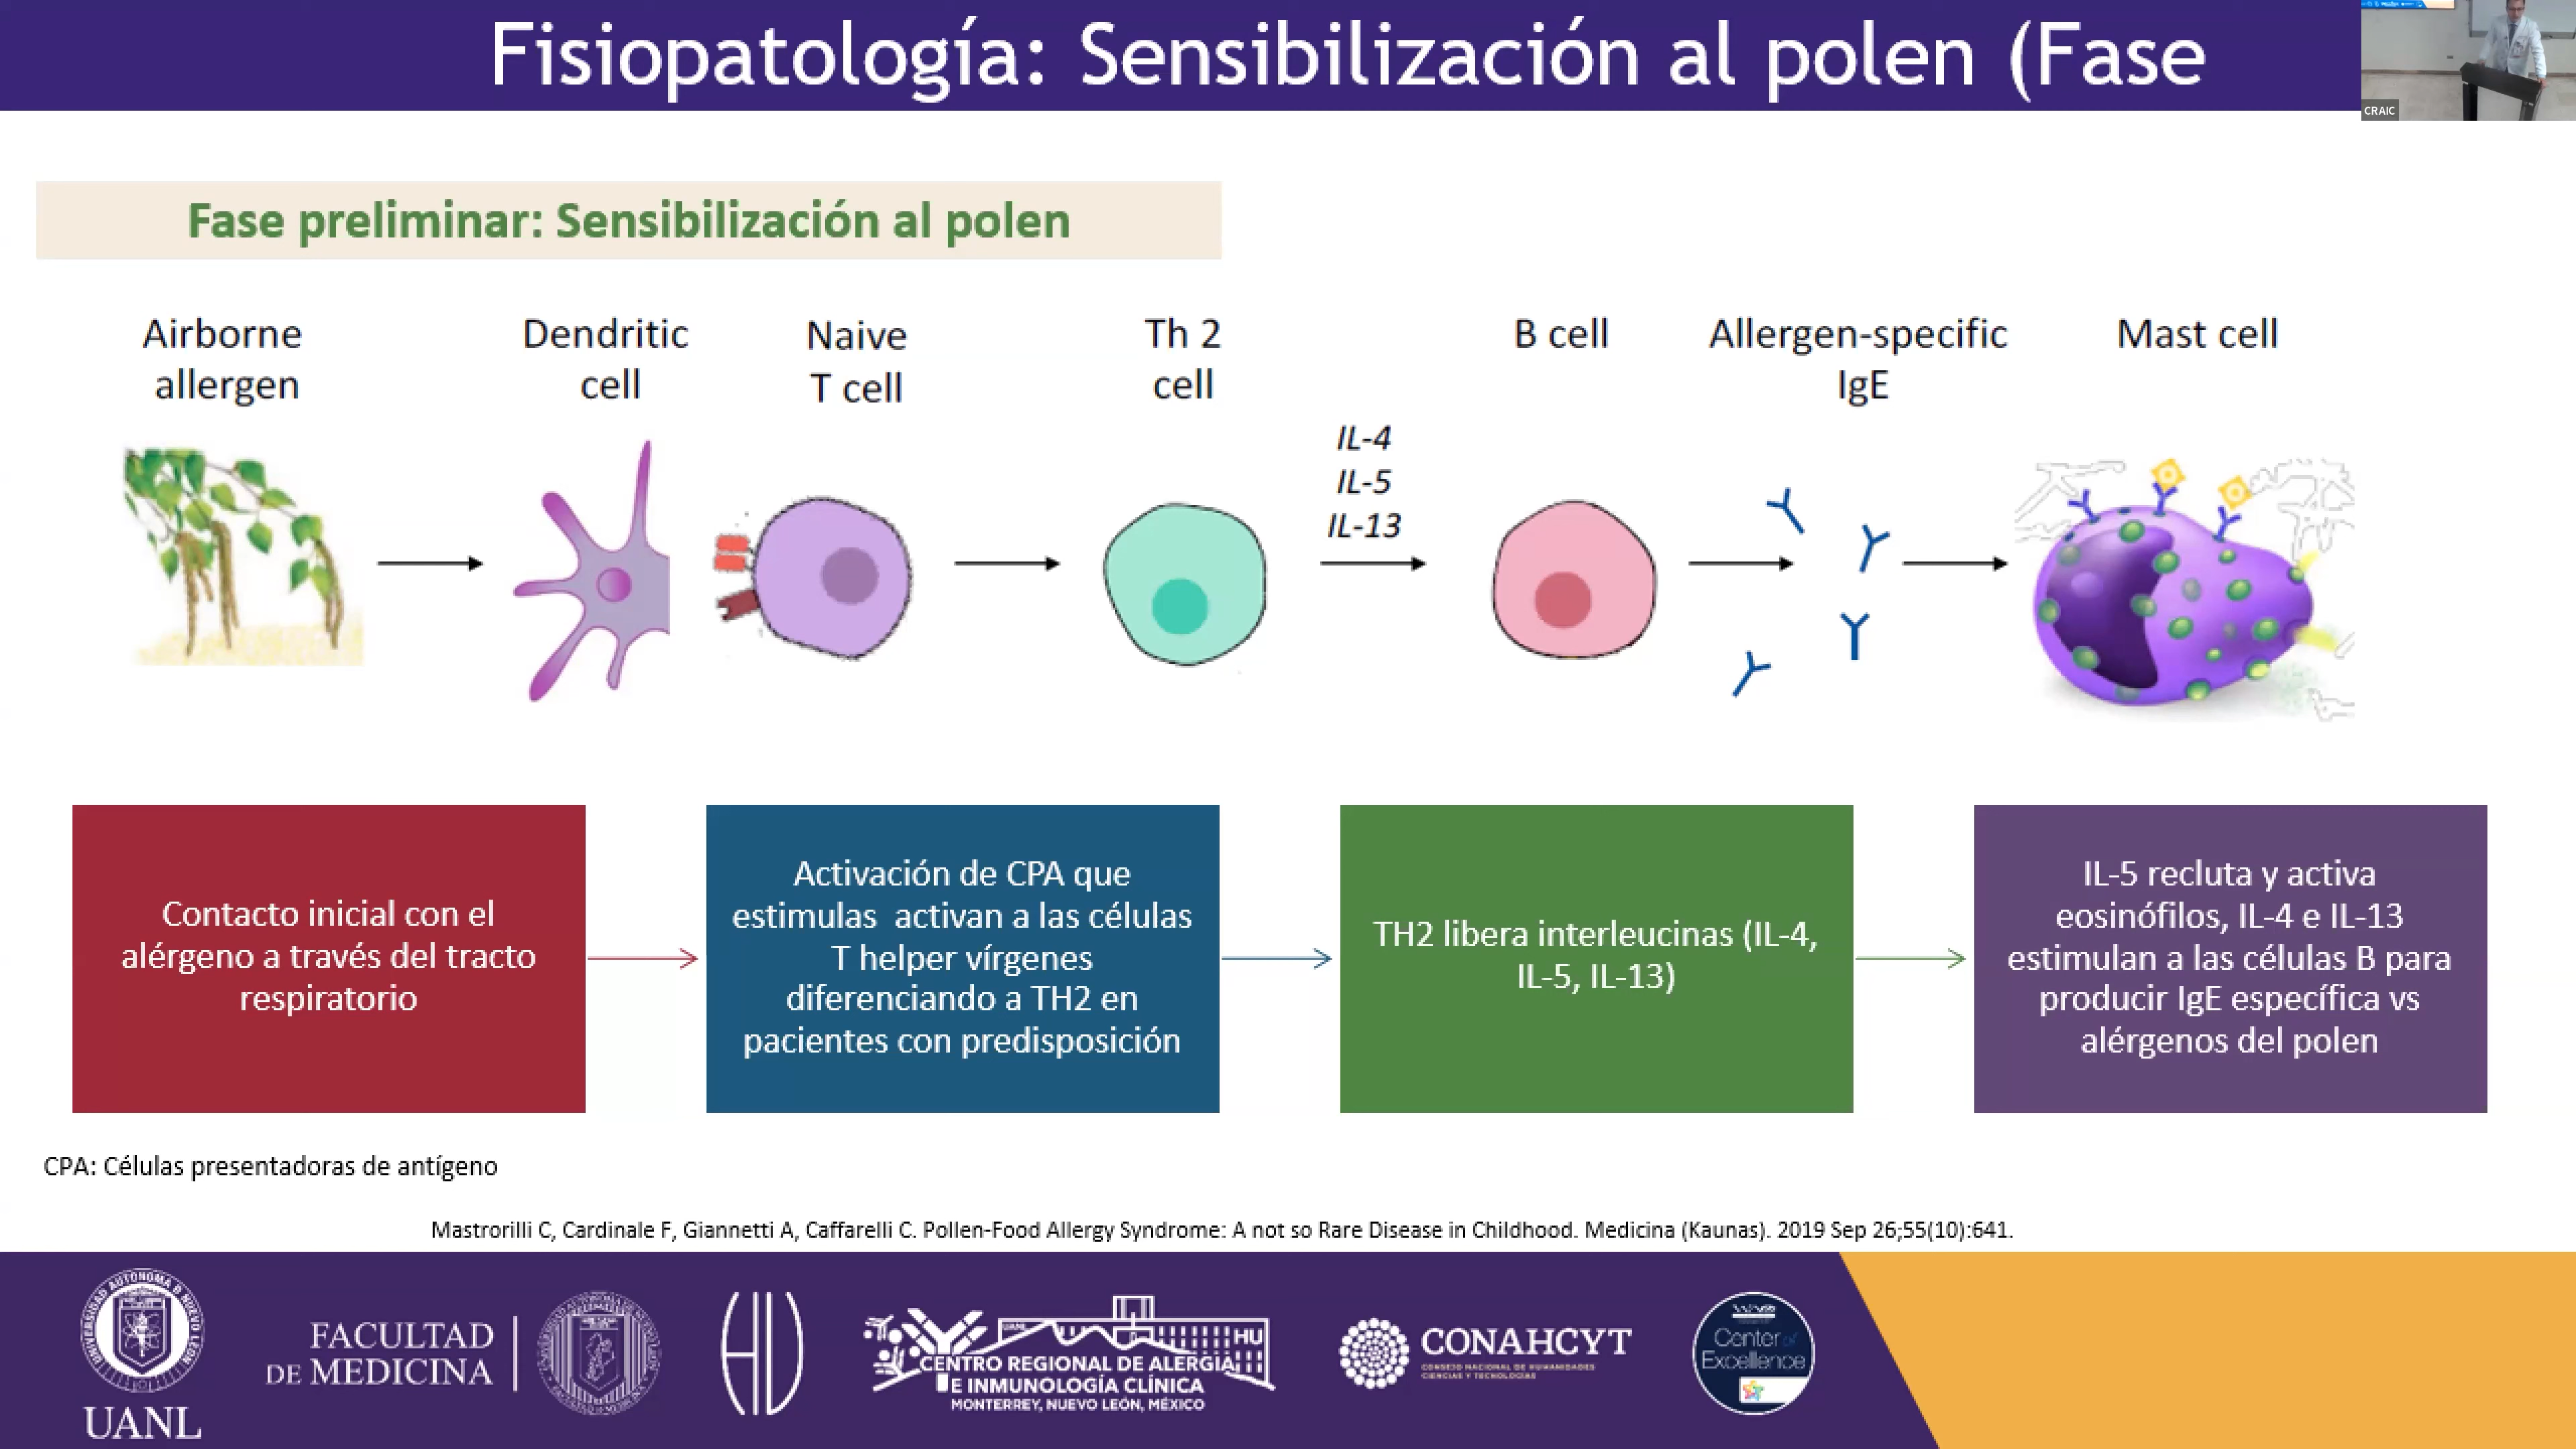 Fisiopatología: Sensibilización al polen (Fase
CRAIC
Fase preliminar: Sensibilización al polen
Airborne
allergen
Dendritic
cell
Naive
T cell
Th 2
cell
IL-4
IL-5
IL-13
B cell
Allergen-specific
IgE
Mast cell
Contacto inicial con el
alérgeno a través del tracto
respiratorio
Activación de CPA que
estimulas activan a las células
T helper vírgenes
diferenciando a TH2 en
pacientes con predisposición
TH2 libera interleucinas (IL-4,
IL-5, IL-13)
IL-5 recluta y activa
eosinófilos, IL-4 e IL-13
estimulan a las células B para
producir IgE específica vs
alérgenos del polen
CPA: Células presentadoras de antígeno
Mastrorilli C, Cardinale F, Giannetti A, Caffarelli C. Pollen-Food Allergy Syndrome: A not so Rare Disease in Childhood. Medicina (Kaunas). 2019 Sep 26;55(10):641.
UNIVERSIDAD AUTONOMA DE NUEVO LEON
UANL
FACULTAD
DE MEDICINA
UANL
HU
CENTRO REGIONAL DE ALERGIA
E INMUNOLOGÍA CLÍNICA
MONTERREY, NUEVO LEÓN, MÉXICO
CONAHCYT
CONSEJO NACIONAL DE HUMANIDADES
CIENCIAS Y TECNOLOGÍAS
Center of
Excellence